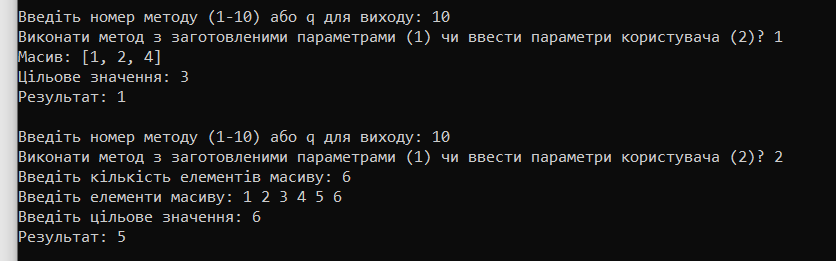 Введіть номер методу (1-10) або q для виходу: 10
Виконати метод з заготовленими параметрами (1) чи ввести параметри користувача (2)? 1
Масив: [1, 2, 4]
Цільове значення: 3
Результат: 1
Введіть номер методу (1-10) або q для виходу: 10
Виконати метод з заготовленими параметрами (1) чи ввести параметри користувача (2)? 2
Введіть кількість елементів масиву: 6
Введіть елементи масиву: 1 2 3 4 5 6
Введіть цільове значення: 6
Результат: 5